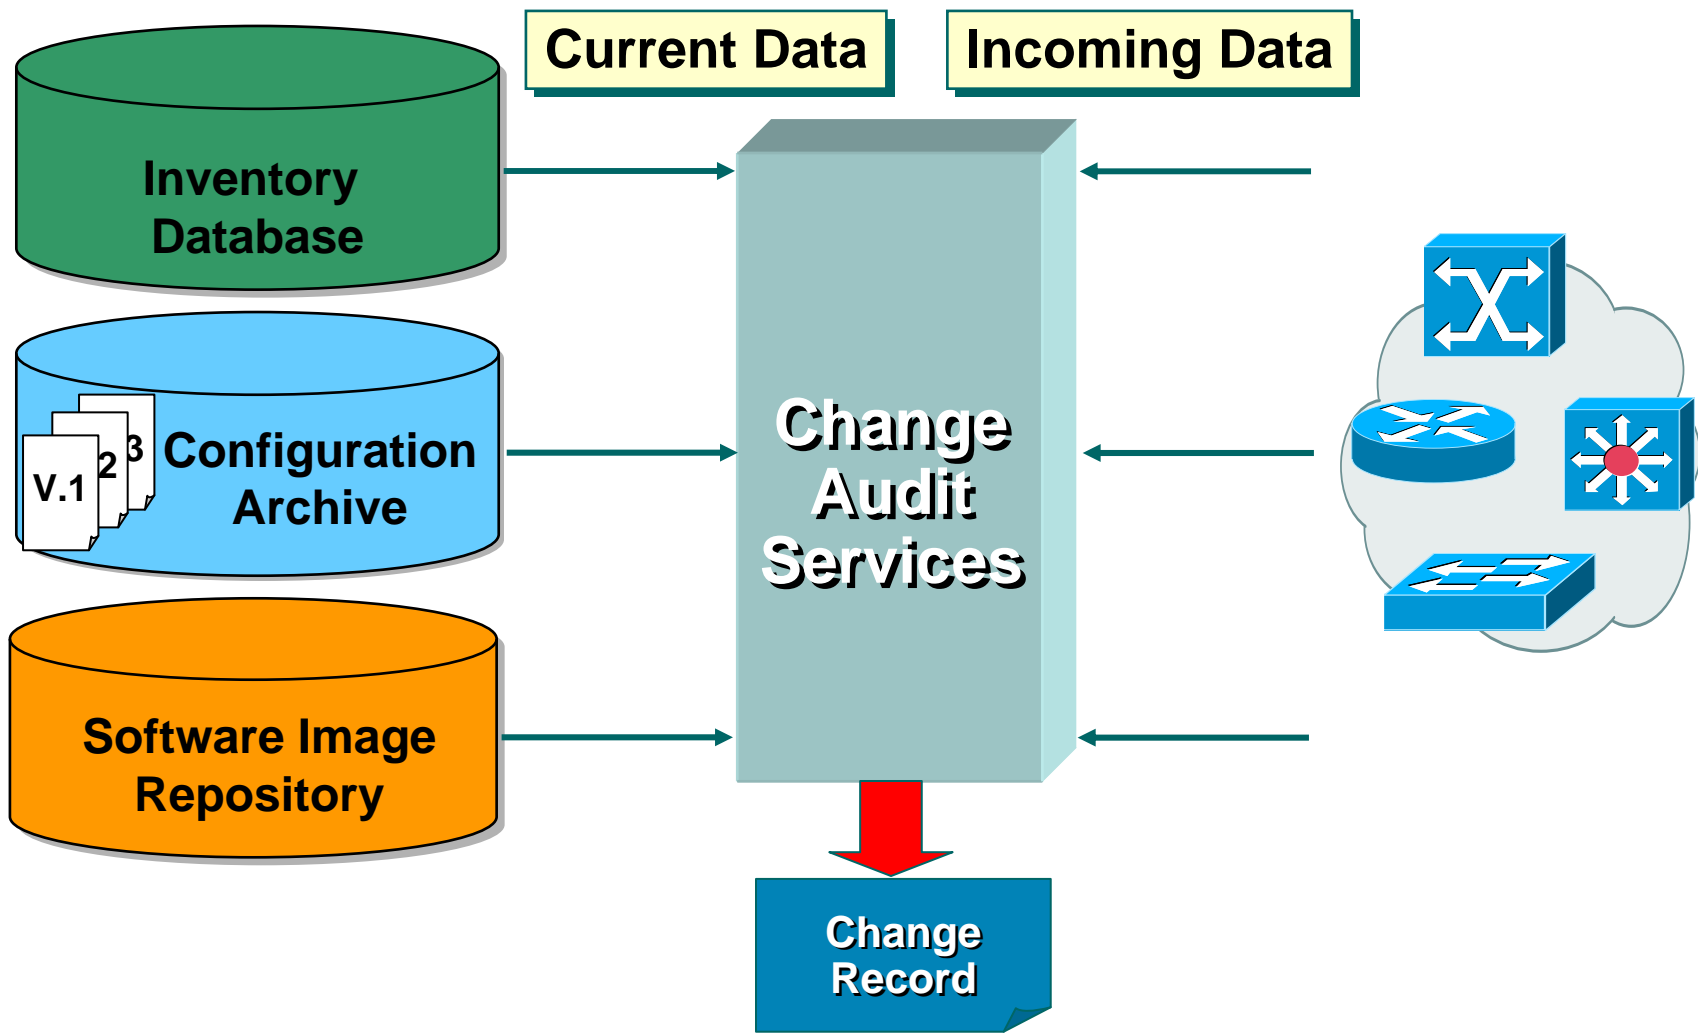 Current Data
Incoming Data
Inventory
Database
Configuration
Archive
V.1
2
3
Software Image
Repository
Change
Audit
Services
Change
Record